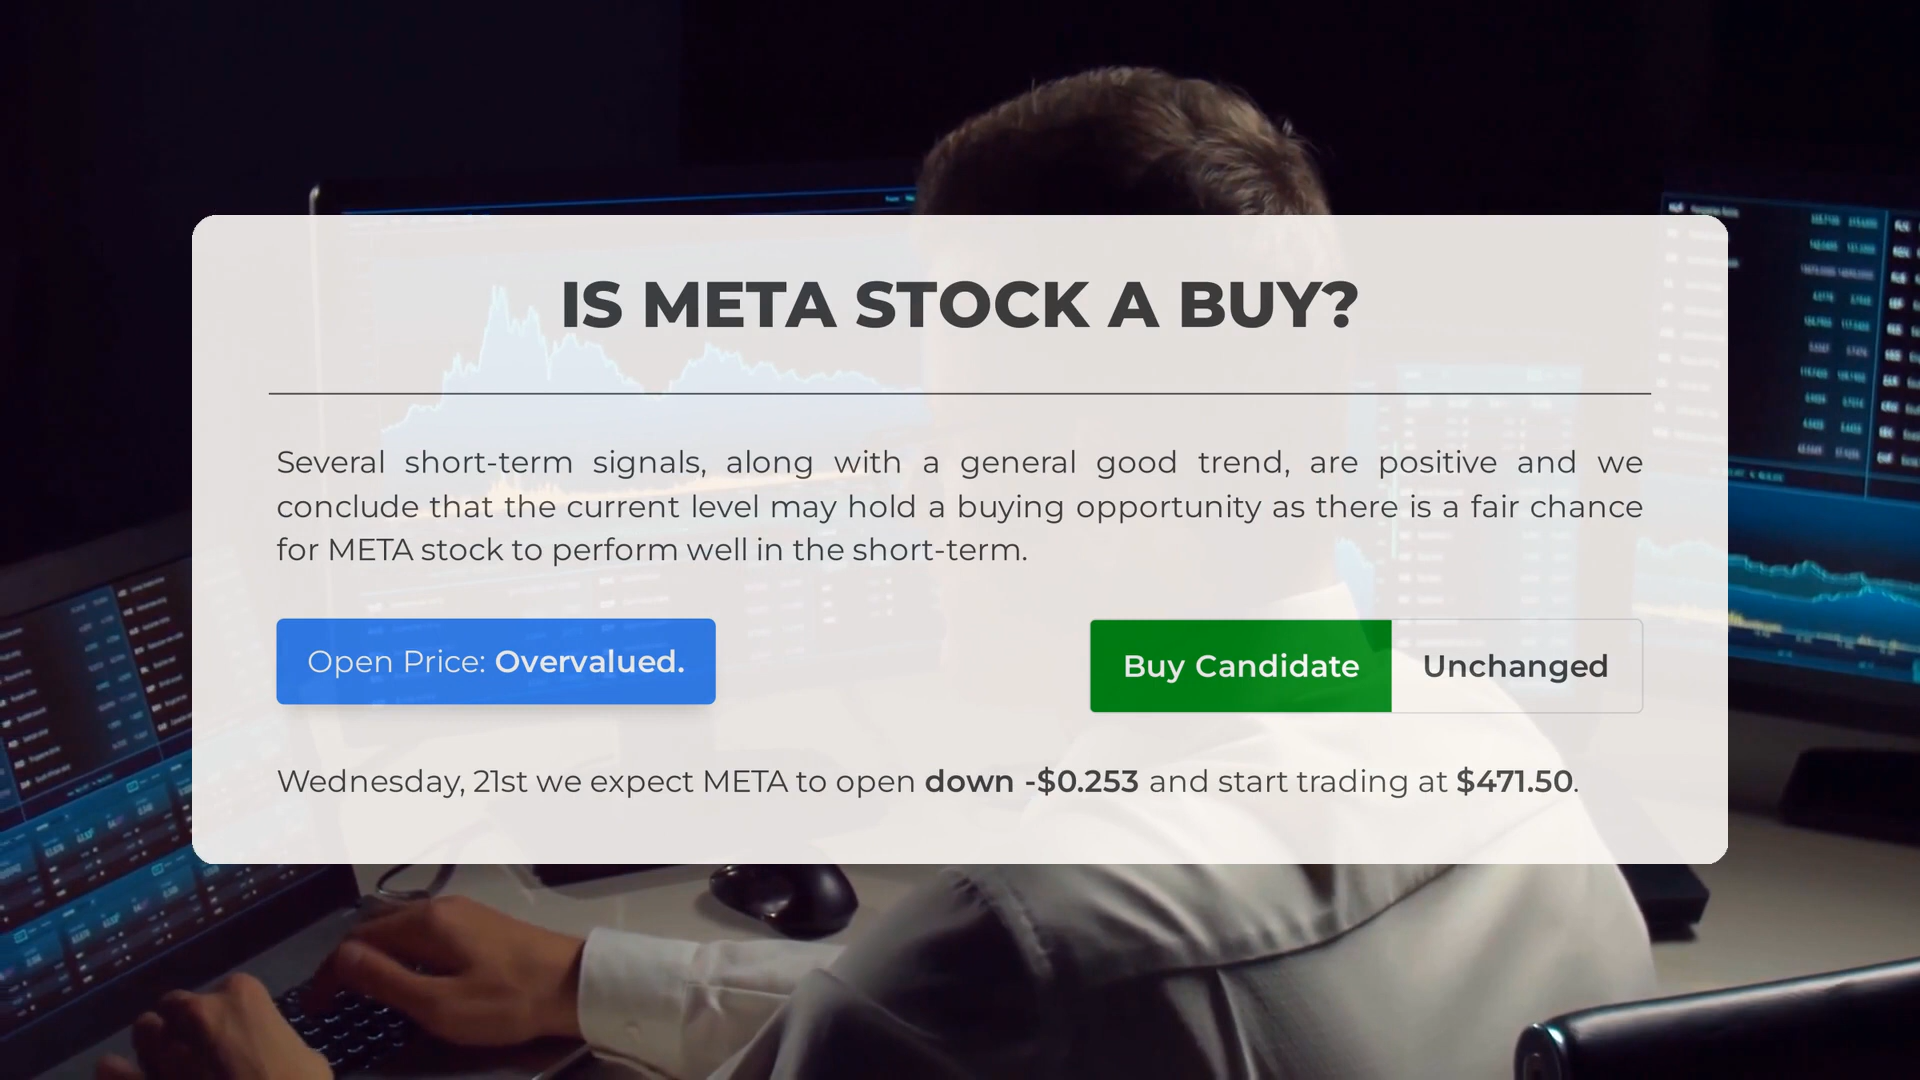 IS META STOCK A BUY?
Several short-term signals, along with a general good trend, are positive and we
conclude that the current level may hold a buying opportunity as there is a fair chance
for META stock to perform well in the short-term.
Open Price: Overvalued.
Buy Candidate Unchanged
Wednesday, 21st we expect META to open down -$0.253 and start trading at $471.50.